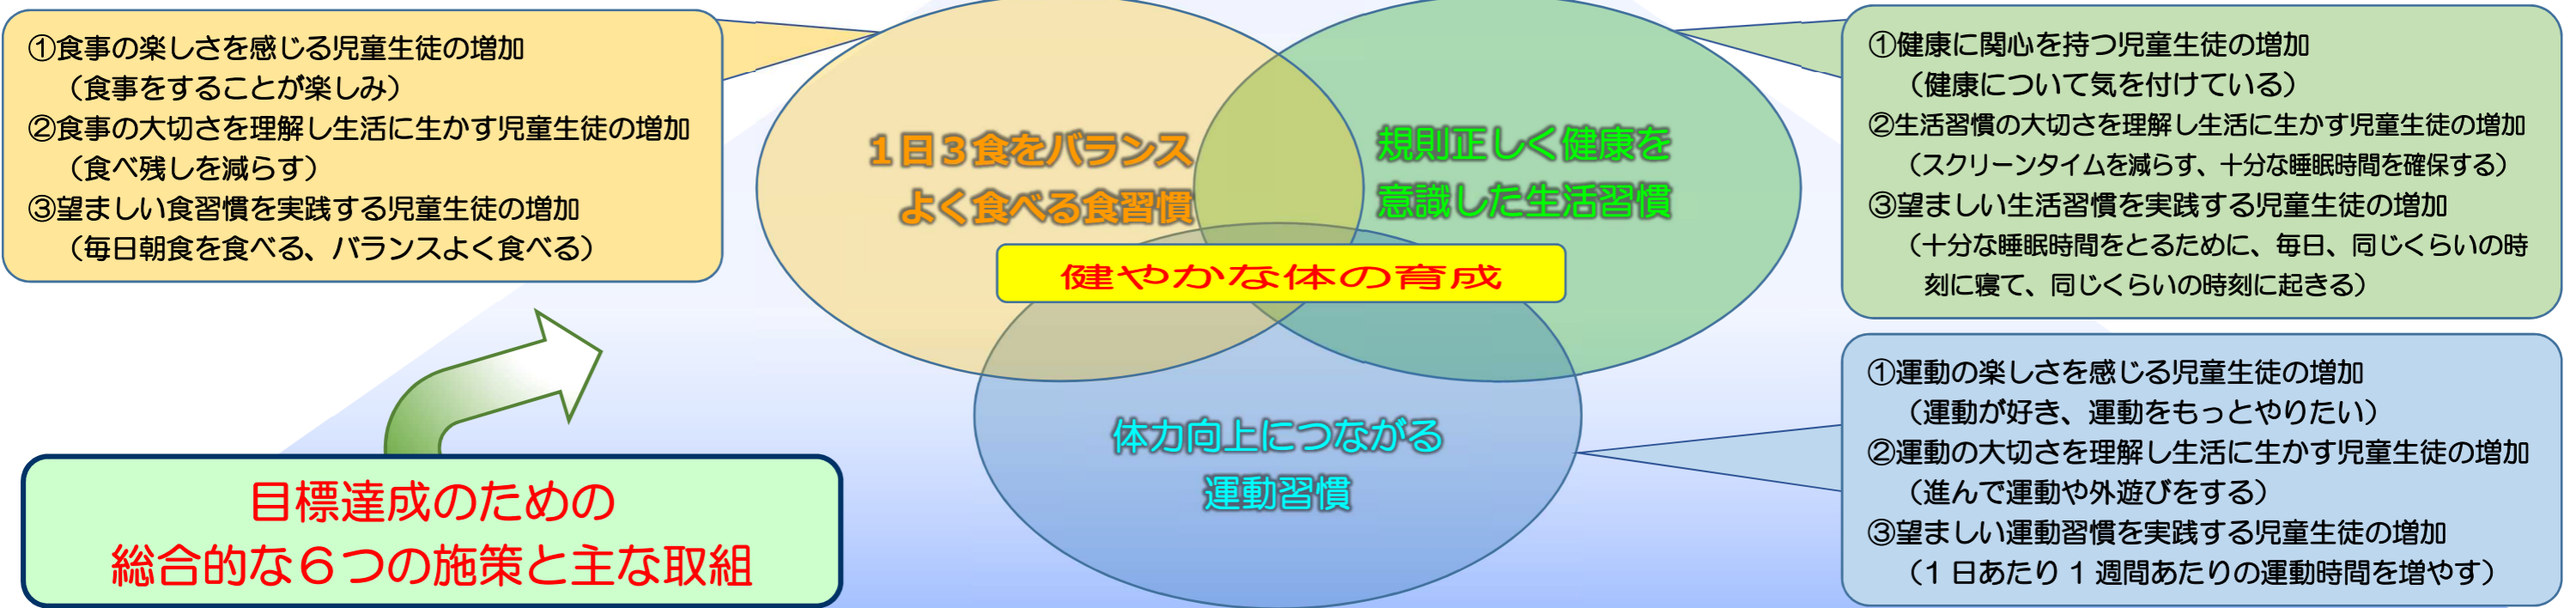 ①食事の楽しさを感じる児童生徒の増加
（食事をすることが楽しみ）
②食事の大切さを理解し生活に生かす児童生徒の増加
（食べ残しを減らす）
③望ましい食習慣を実践する児童生徒の増加
（毎日朝食を食べる、バランスよく食べる）
１日３食をバランス
よく食べる食習慣
規則正しく健康を
意識した生活習慣
健やかな体の育成
体力向上につながる
運動習慣
①健康に関心を持つ児童生徒の増加
（健康について気を付けている）
②生活習慣の大切さを理解し生活に生かす児童生徒の増加
（スクリーンタイムを減らす、十分な睡眠時間を確保する）
③望ましい生活習慣を実践する児童生徒の増加
（十分な睡眠時間をとるために、毎日、同じくらいの時
刻に寝て、同じくらいの時刻に起きる）
①運動の楽しさを感じる児童生徒の増加
（運動が好き、運動をもっとやりたい）
②運動の大切さを理解し生活に生かす児童生徒の増加
（進んで運動や外遊びをする）
③望ましい運動習慣を実践する児童生徒の増加
（1 日あたり 1 週間あたりの運動時間を増やす）
目標達成のための
総合的な６つの施策と主な取組